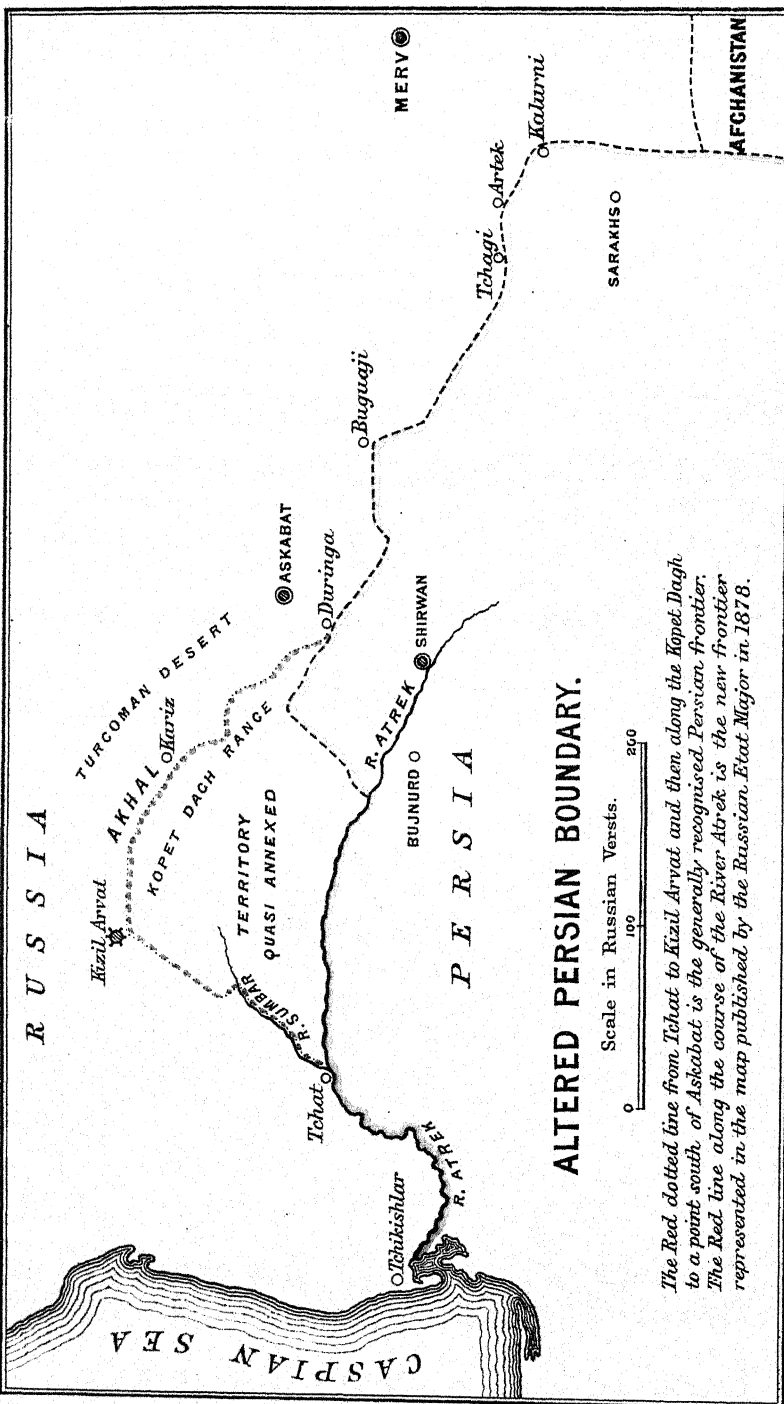 RUSSIA
CASPIAN SEA
Kizil Arvat
AKHAL
Kariz
TURCOMAN DESERT
KOPET DAGH RANGE
TERRITORY
QUASI ANNEXED
R. SUMBAR
Tchat
Tchikishlar
R. ATREK
R. ATREK
ASKABAT
Duringa
SHIRWAN
BUJNURD
Buguaji
MERV
Tchagi
Artek
Kalurni
SARAKHS
AFGHANISTAN
PERSIA
ALTERED PERSIAN BOUNDARY.
Scale in Russian Versts.
0 100 200
The Red dotted line from Tchat to Kizil Arvat and then along the Kopet Dagh
to a point south of Askabat is the generally recognised Persian frontier.
The Red line along the course of the River Atrek is the new frontier
represented in the map published by the Russian Etat Major in 1878.